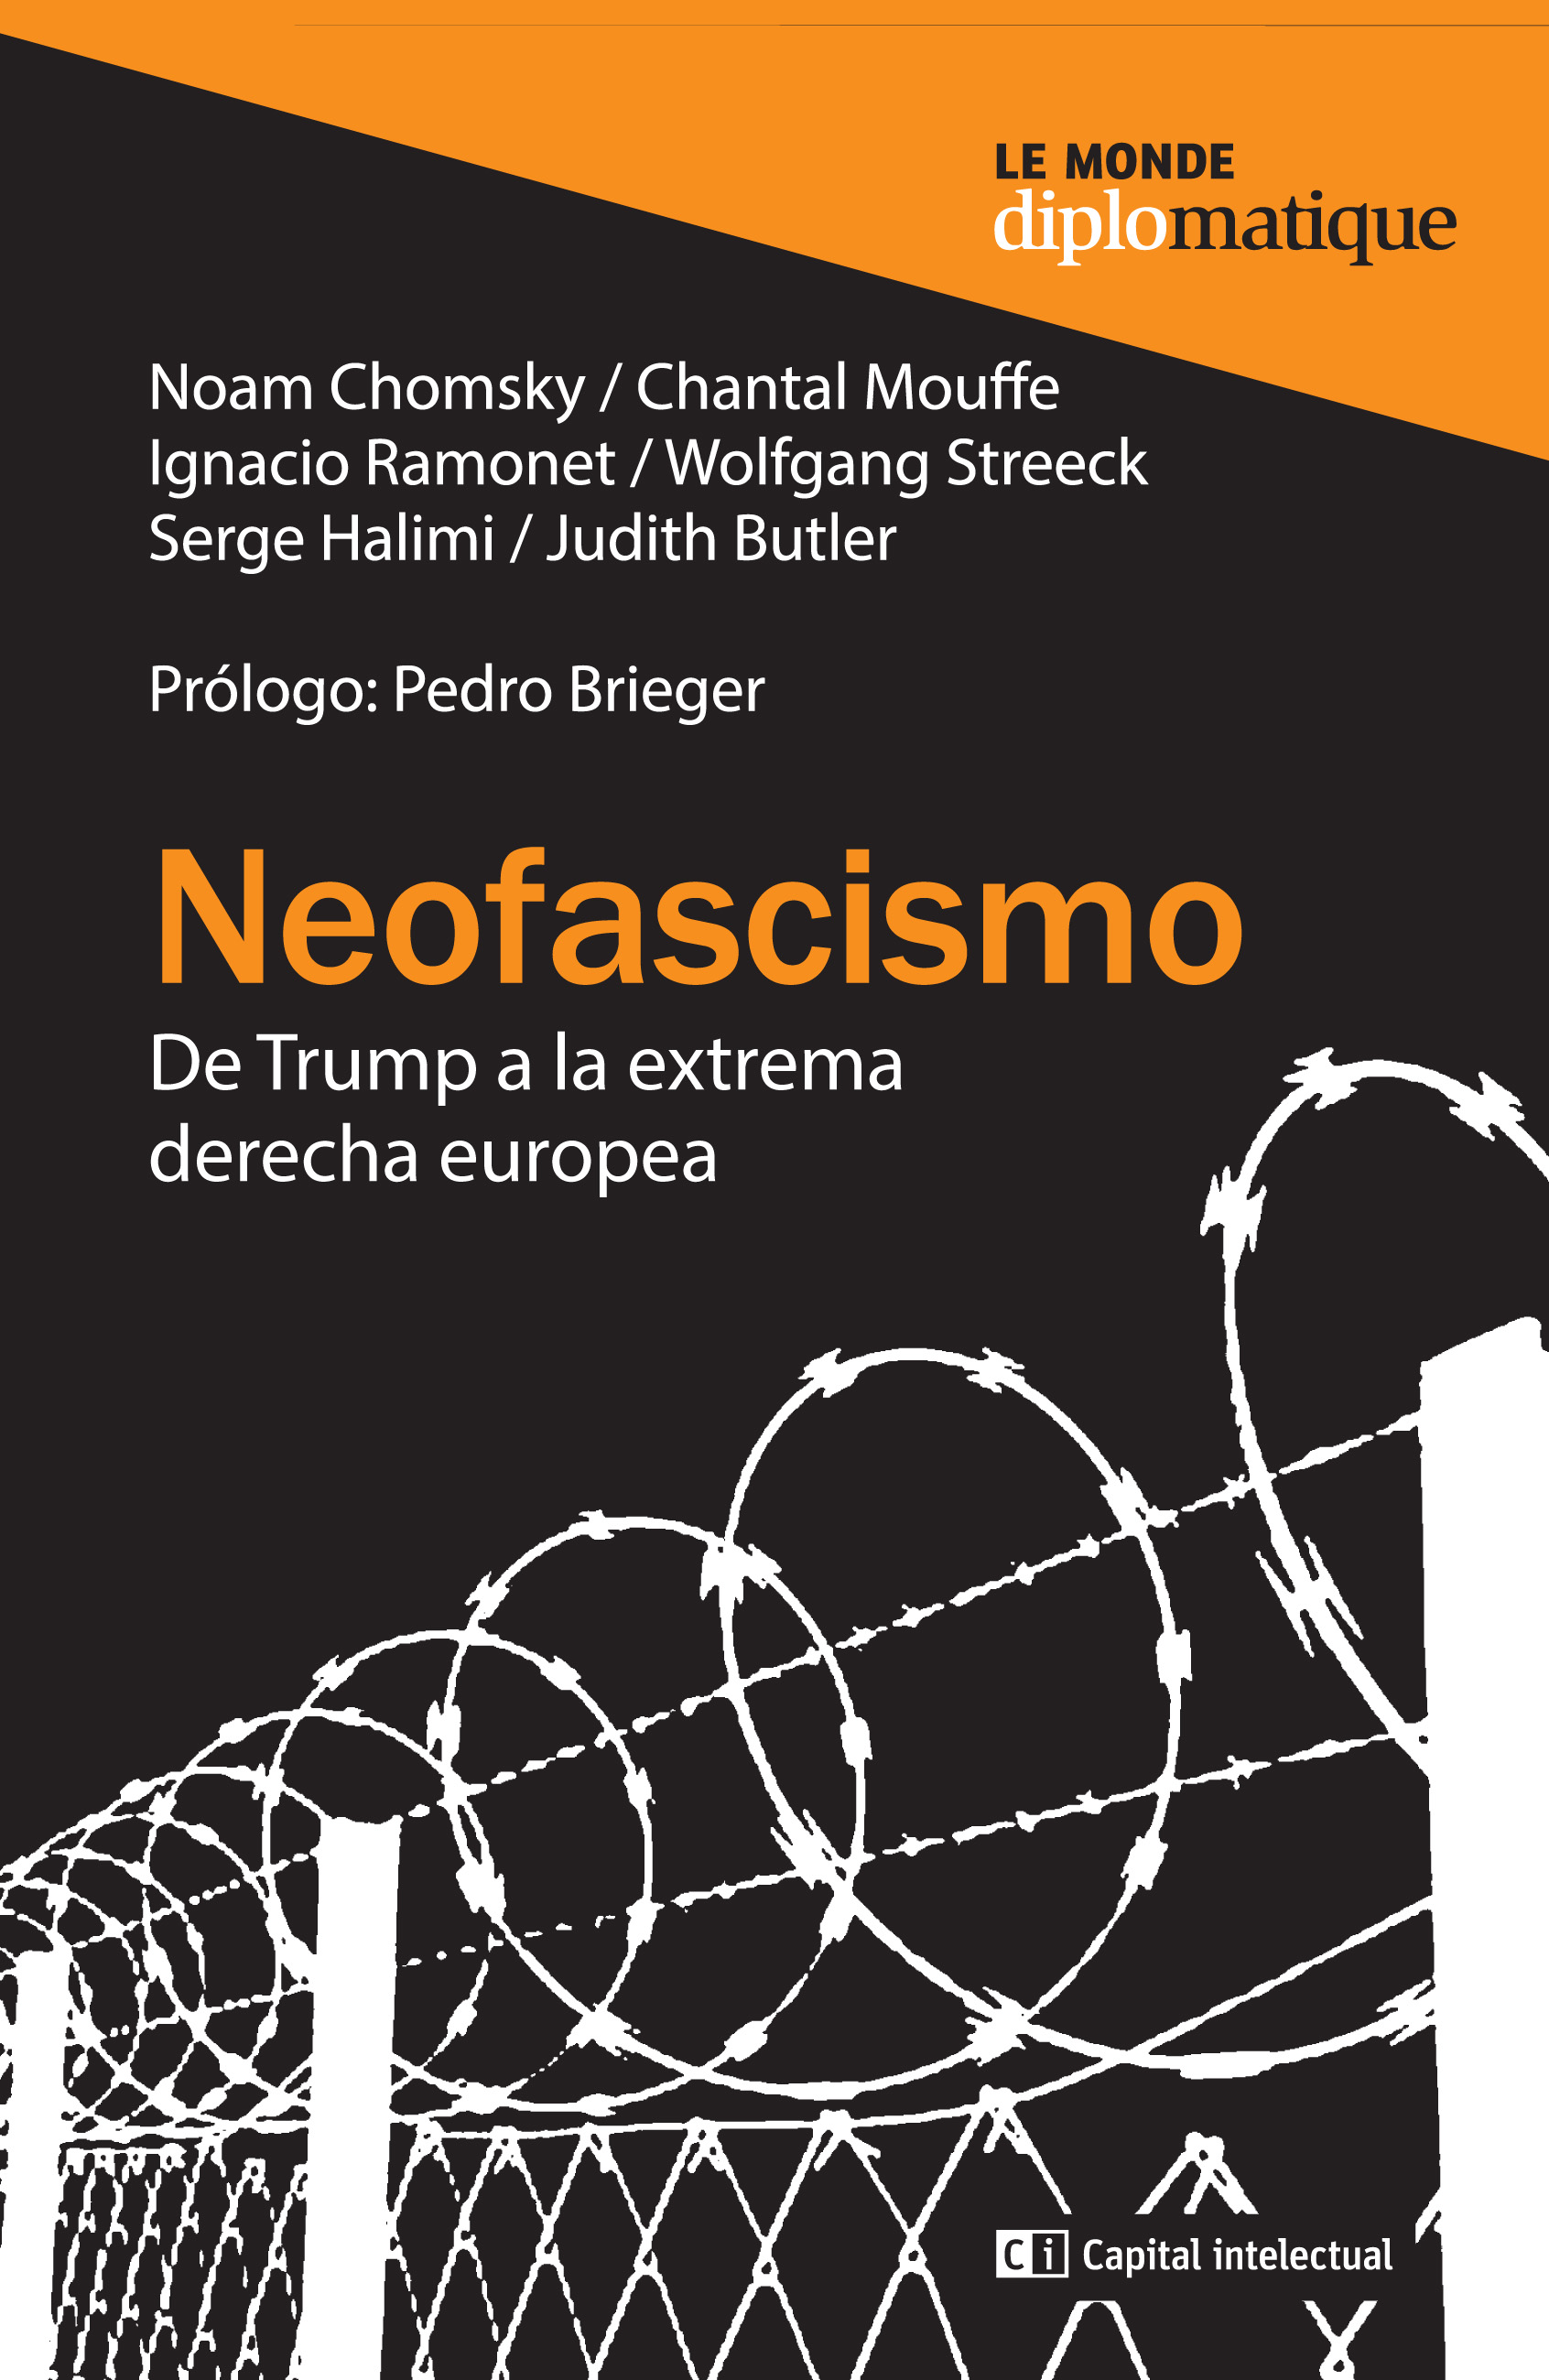 LE MONDE
diplomatique
Noam Chomsky / Chantal Mouffe
Ignacio Ramonet / Wolfgang Streeck
Serge Halimi / Judith Butler
Prólogo: Pedro Brieger
Neofascismo
De Trump a la extrema
derecha europea
Ci Capital intelectual